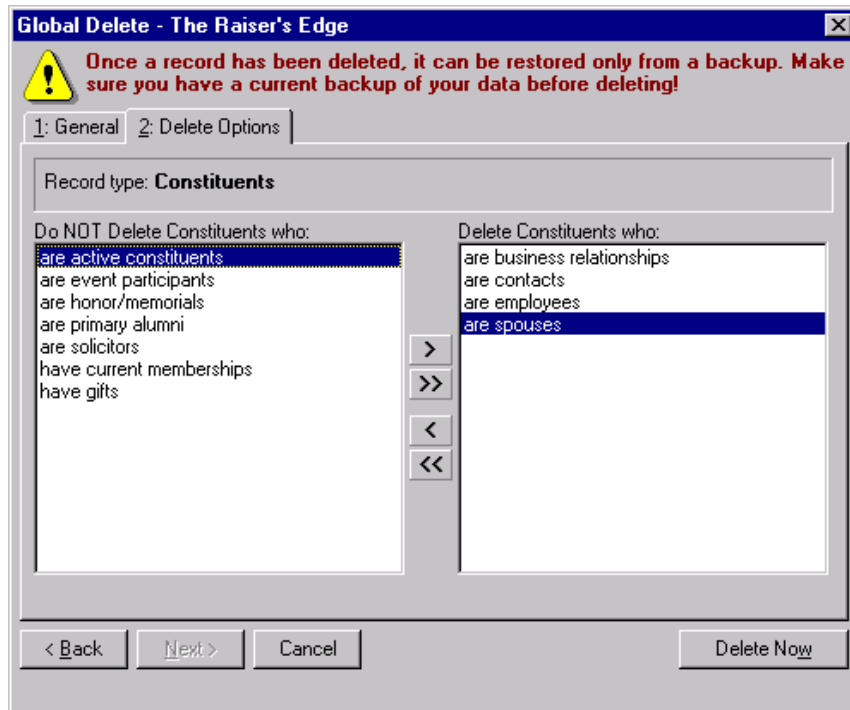 Global Delete - The Raiser's Edge
Once a record has been deleted, it can be restored only from a backup. Make
sure you have a current backup of your data before deleting!
1: General
2: Delete Options
Record type: Constituents
Do NOT Delete Constituents who:
are active constituents
are event participants
are honor/memorials
are primary alumni
are solicitors
have current memberships
have gifts
>
>>
<
<<
Delete Constituents who:
are business relationships
are contacts
are employees
are spouses
< Back
Next >
Cancel
Delete Now